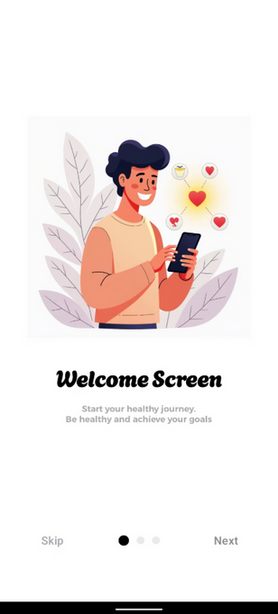 Welcome Screen
Start your healthy journey.
Be healthy and achieve your goals
Skip
Next